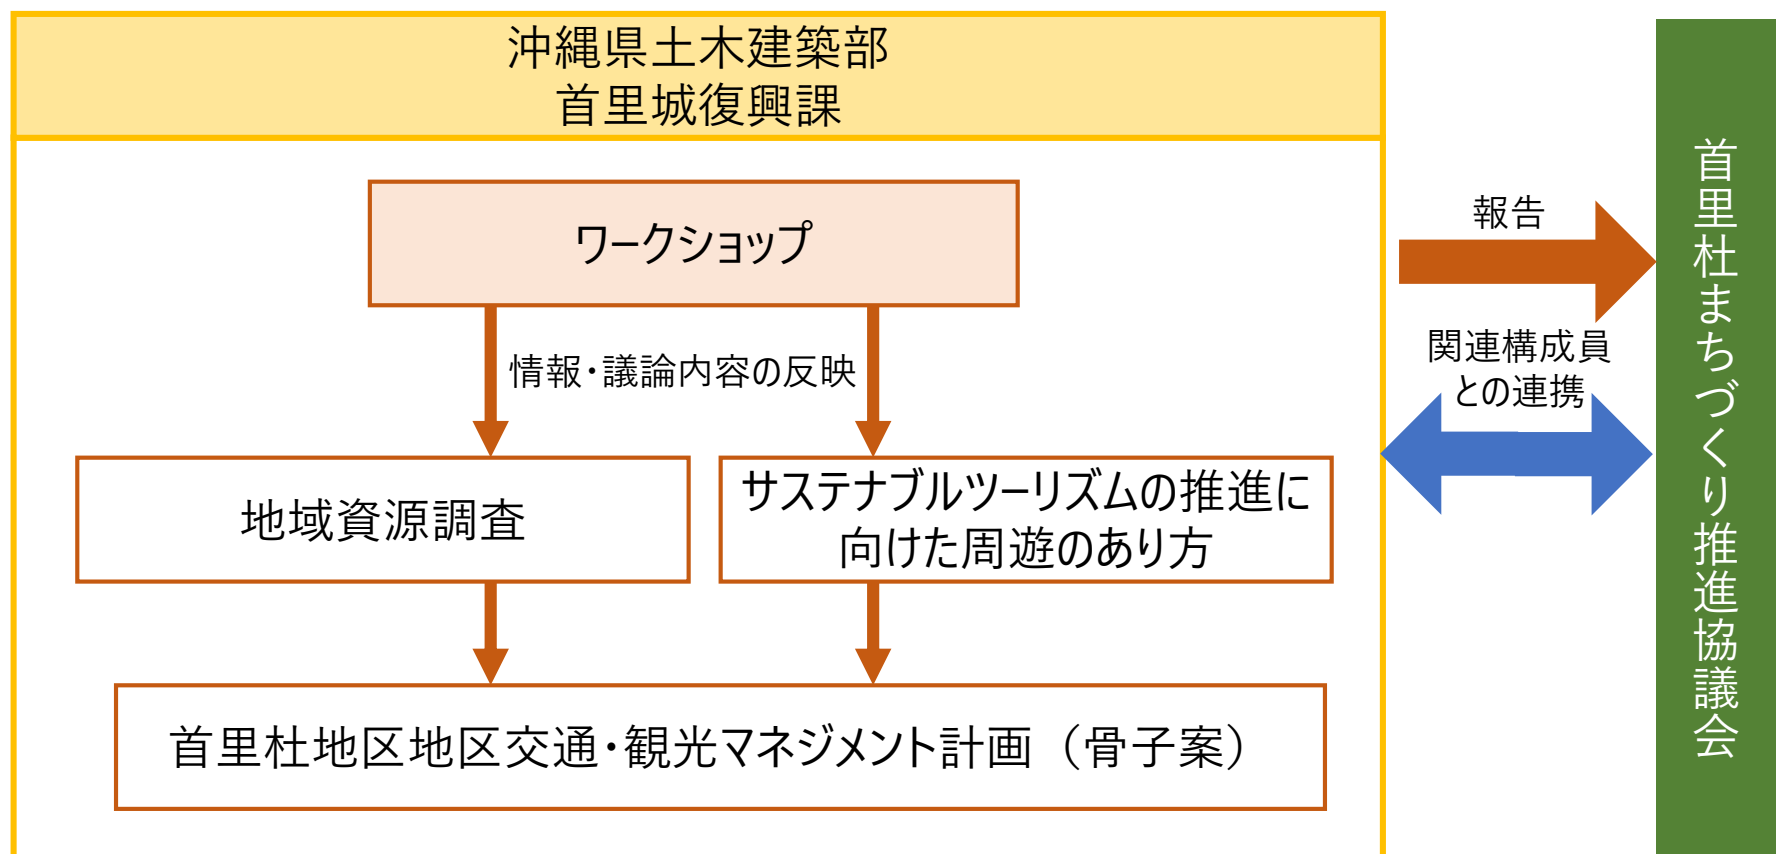 沖縄県土木建築部
首里城復興課
ワークショップ
情報・議論内容の反映
地域資源調査
サステナブルツーリズムの推進に
向けた周遊のあり方
首里杜地区地区交通・観光マネジメント計画（骨子案）
報告
関連構成員
との連携
首里杜まちづくり推進協議会